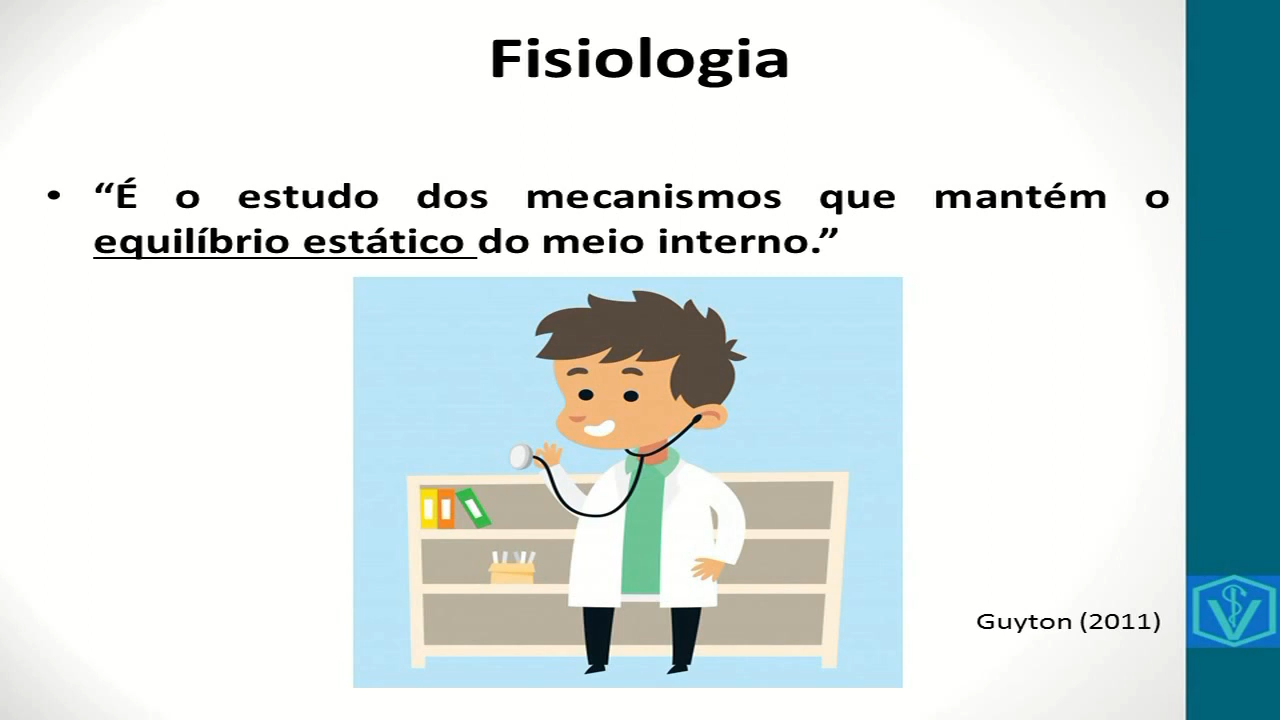 Fisiologia
• “É o estudo dos mecanismos que mantém o
equilíbrio estático do meio interno.”
Guyton (2011)